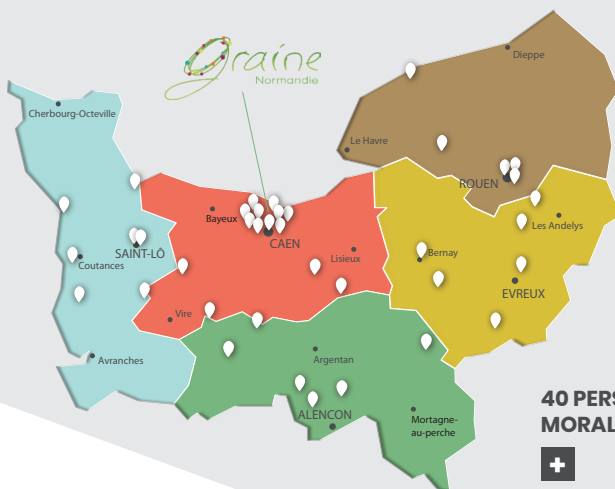 graine
Normandie
Dieppe
Cherbourg-Octeville
Le Havre
ROUEN
Bayeux
Les Andelys
CAEN
SAINT-LÔ
Lisieux
Bernay
Coutances
EVREUX
Vire
Argentan
Avranches
ALENCON
Mortagne-
au-perche
40 PERS
MORAL